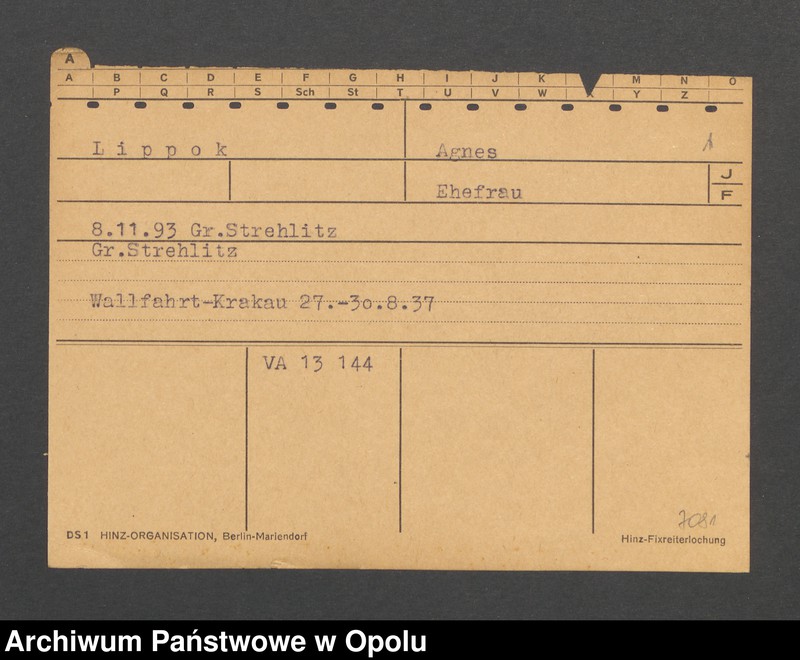 A
A B C D E F G H I J K M N O
P Q R S Sch St T U V W X Y Z
Lippok Agnes
Ehefrau J
F
8.11.93 Gr.Strehlitz
Gr.Strehlitz
Wallfahrt-Krakau 27.-3o.8.37
VA 13 144
7081
DS1 HINZ-ORGANISATION, Berlin-Mariendorf Hinz-Fixreiterlochung
Archiwum Państwowe w Opolu